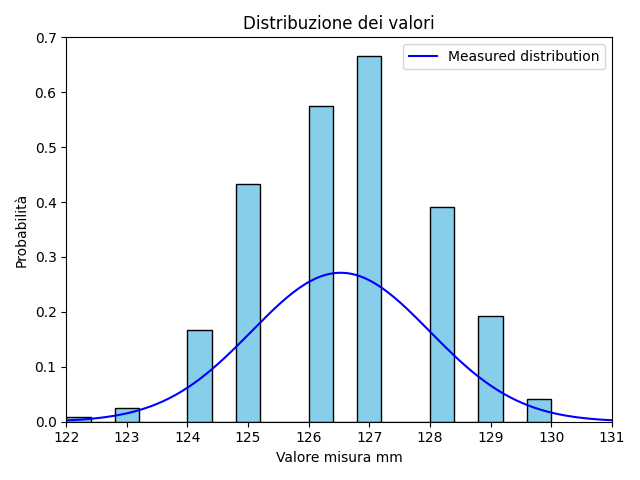 Distribuzione dei valori
Measured distribution
0.7
0.6
0.5
0.4
0.3
0.2
0.1
0.0
Probabilità
122 123 124 125 126 127 128 129 130 131
Valore misura mm